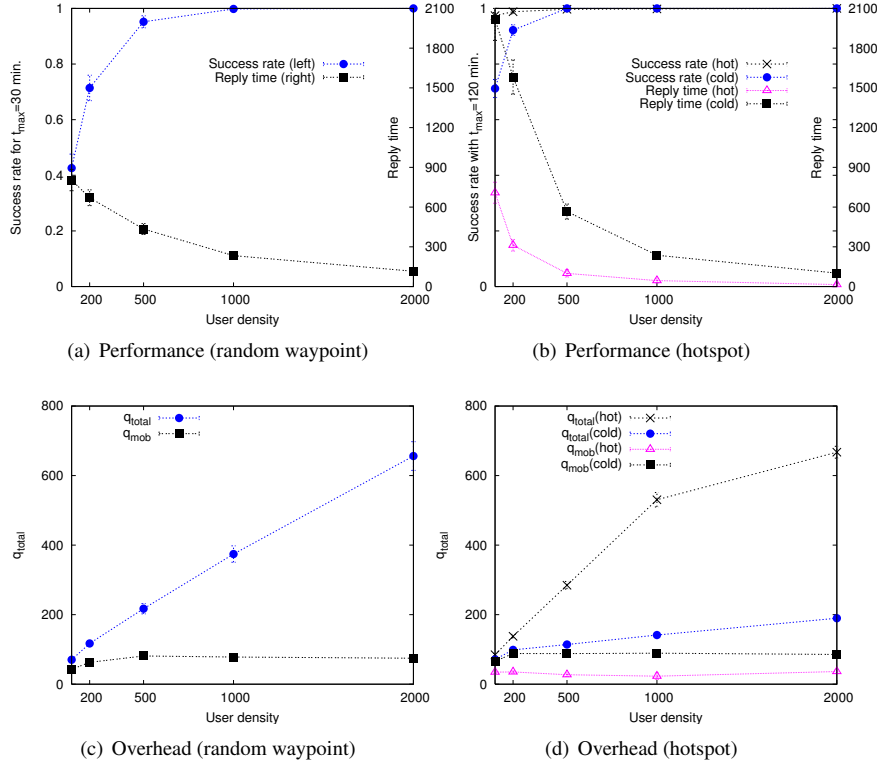 1
0.8
0.6
0.4
0.2
0
Success rate for t_max=30 min.
200
500
1000
2000
User density
2100
1800
1500
1200
900
600
300
0
Reply time
Success rate (left)
Reply time (right)
(a) Performance (random waypoint)
1
0.8
0.6
0.4
0.2
1
Success rate with t_max=120 min.
200
500
1000
2000
User density
2100
1800
1500
1200
900
600
300
0
Reply time
Success rate (hot)
Success rate (cold)
Reply time (hot)
Reply time (cold)
(b) Performance (hotspot)
800
600
400
200
0
q_total
200
500
1000
2000
User density
q_total
q_mob
(c) Overhead (random waypoint)
800
600
400
200
0
q_total
200
500
1000
2000
User density
q_total(hot)
q_total(cold)
q_mob(hot)
q_mob(cold)
(d) Overhead (hotspot)